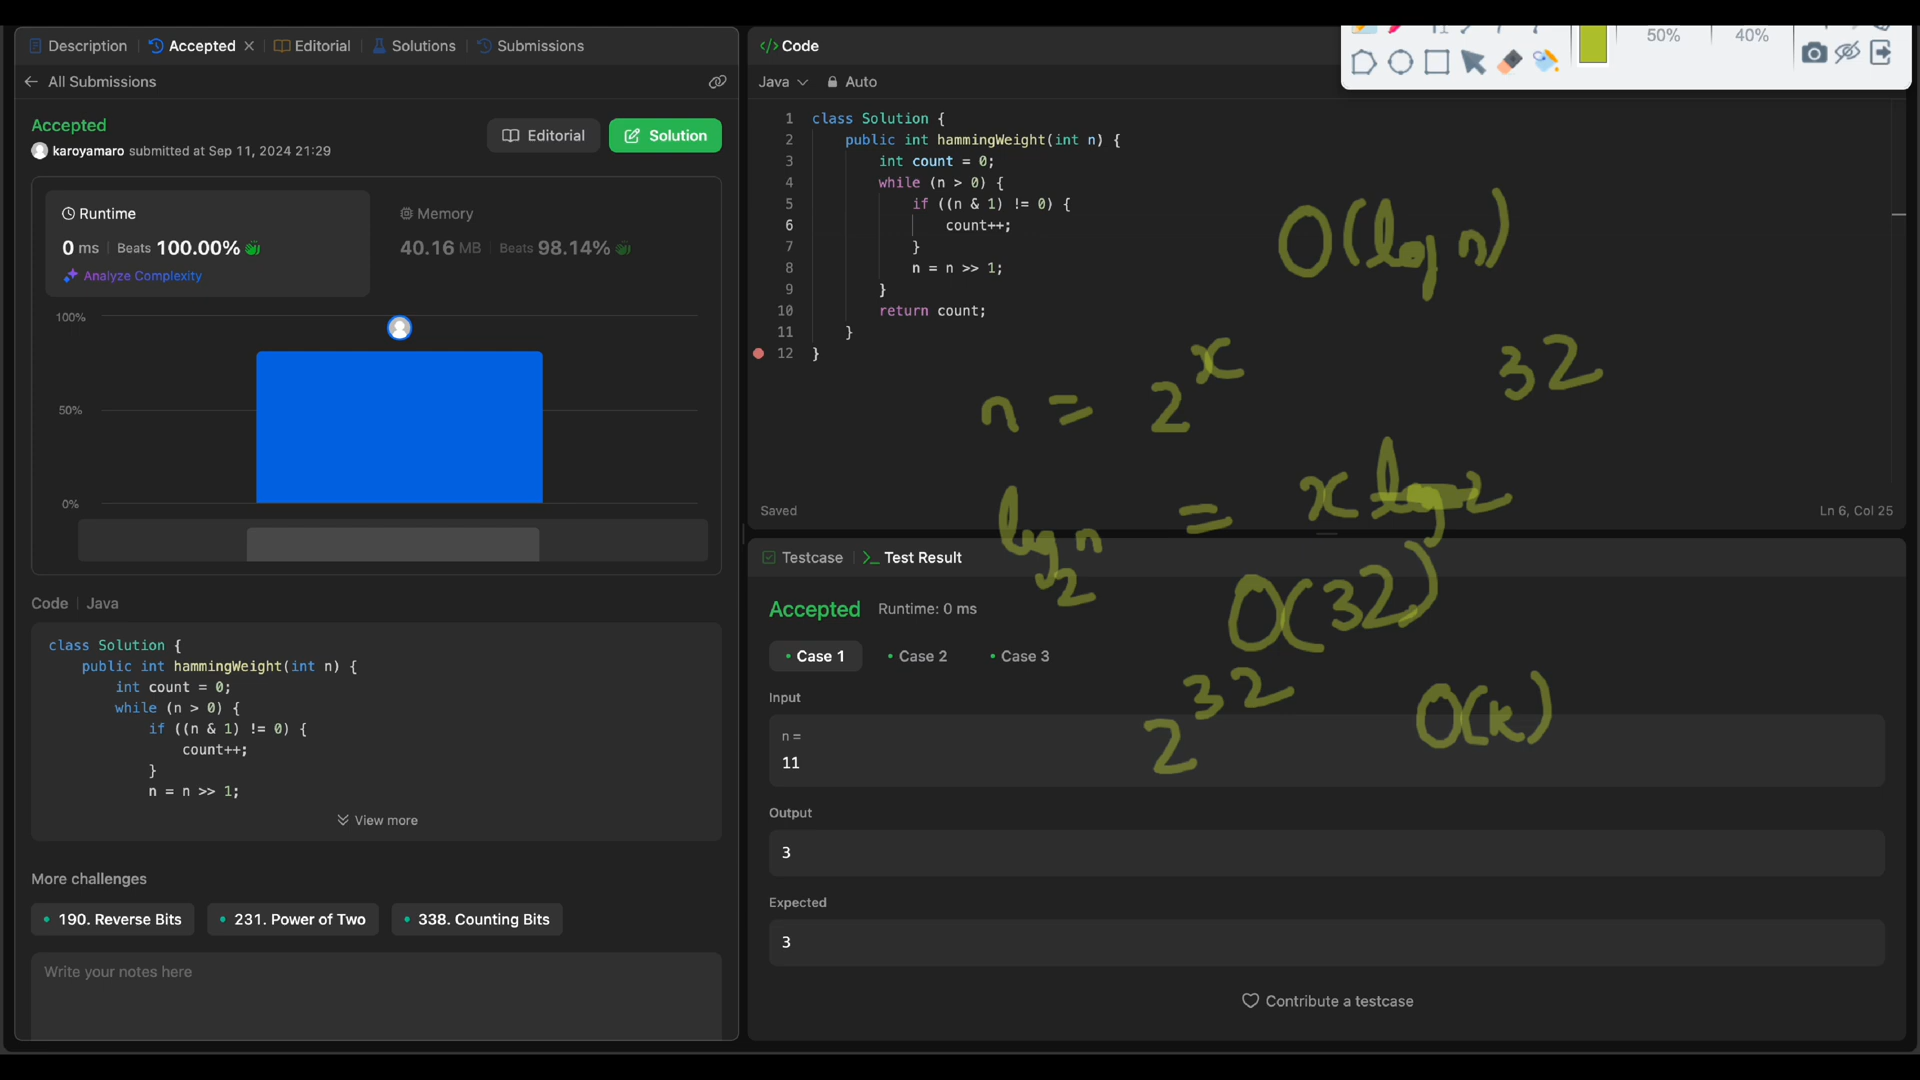 Description
Accepted
Editorial
Solutions
Submissions
All Submissions
Accepted
karoyamaro submitted at Sep 11, 2024 21:29
Editorial
Solution
Runtime
0 ms Beats 100.00%
Analyze Complexity
Memory
40.16 MB Beats 98.14%
100%
50%
0%
Code Java
class Solution {
public int hammingWeight(int n) {
int count = 0;
while (n > 0) {
if ((n & 1) != 0) {
count++;
}
n = n >> 1;
View more
More challenges
190. Reverse Bits
231. Power of Two
338. Counting Bits
Write your notes here
</> Code
Java
Auto
50%
40%
1 class Solution {
2 public int hammingWeight(int n) {
3 int count = 0;
4 while (n > 0) {
5 if ((n & 1) != 0) {
6 count++;
7 }
8 n = n >> 1;
9 }
10 return count;
11 }
12 }
O(log n)
n = 2^x
32
log₂ n = x log 2
O(32)
2^32
O(k)
Saved
Ln 6, Col 25
Testcase
>_ Test Result
Accepted Runtime: 0 ms
Case 1
Case 2
Case 3
Input
n =
11
Output
3
Expected
3
Contribute a testcase